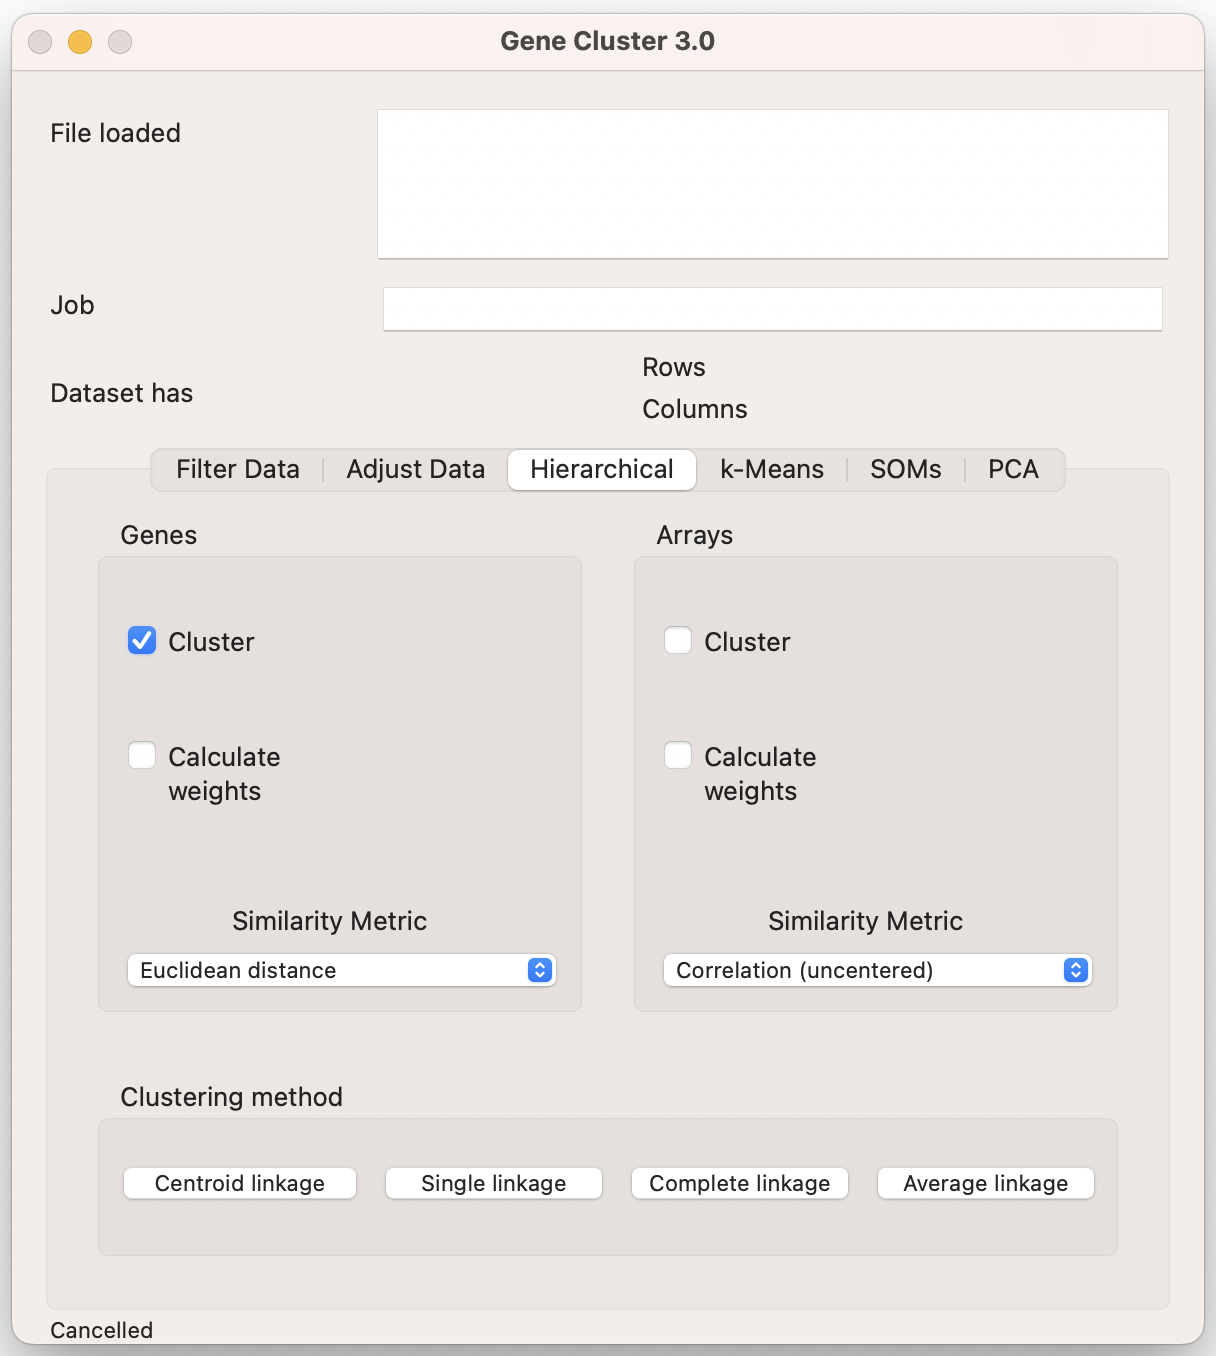 Gene Cluster 3.0
File loaded
Job
Rows
Dataset has
Columns
Filter Data Adjust Data Hierarchical k-Means SOMs PCA
Genes Arrays
Cluster Cluster
Calculate Calculate
weights weights
Similarity Metric Similarity Metric
Euclidean distance Correlation (uncentered)
Clustering method
Centroid linkage Single linkage Complete linkage Average linkage
Cancelled